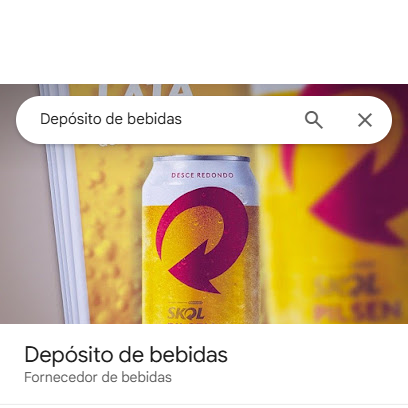 LATA
Depósito de bebidas
DESCE REDONDO
SKOL
SKOL
PILSEN
Depósito de bebidas
Fornecedor de bebidas